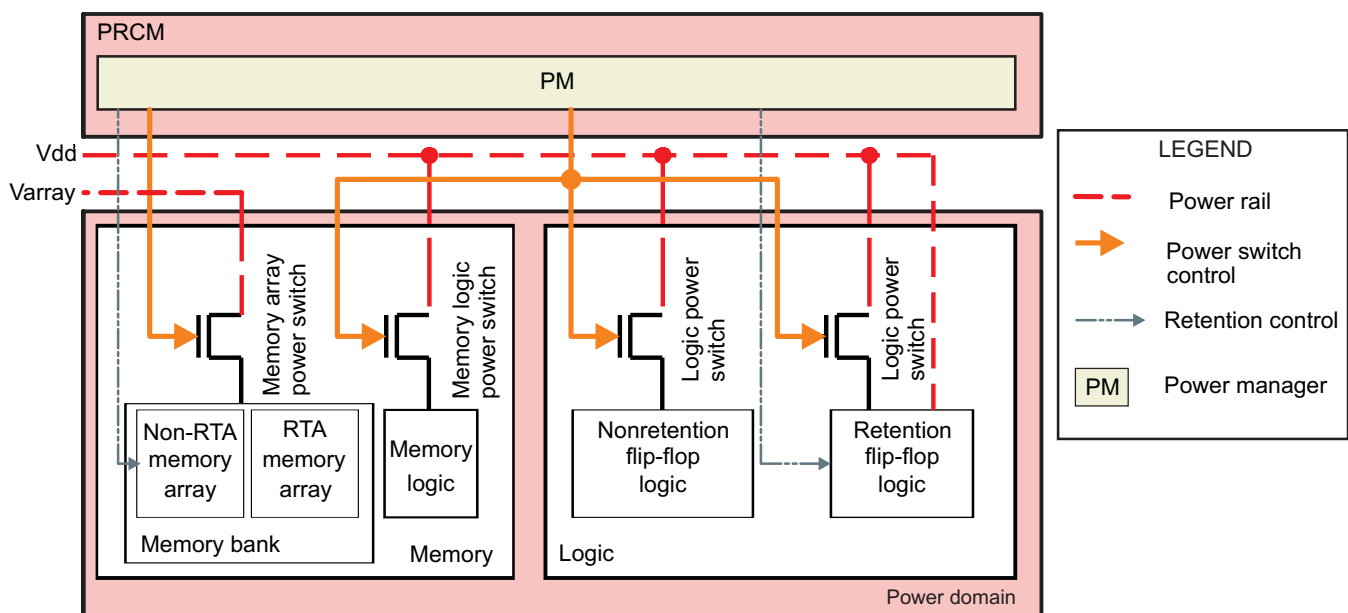 PRCM
PM
Vdd
Varray
Memory array
power switch
Memory logic
power switch
Logic power
switch
Logic power
switch
Non-RTA
memory
array
RTA
memory
array
Memory
logic
Nonretention
flip-flop
logic
Retention
flip-flop
logic
Memory bank
Memory
Logic
Power domain
LEGEND
Power rail
Power switch
control
Retention control
PM
Power manager